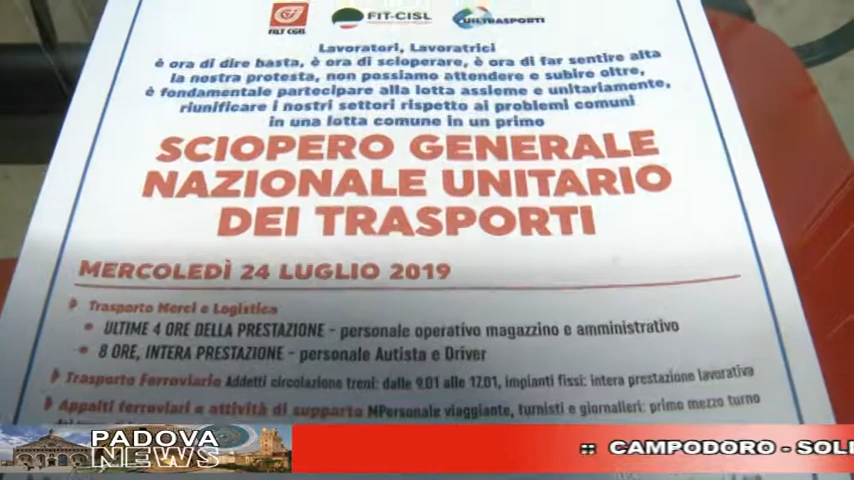 FILT CGIL
FIT-CISL
UILTRASPORTI
Lavoratori, Lavoratrici
è ora di dire basta, è ora di scioperare, è ora di far sentire alta
la nostra protesta, non possiamo attendere e subire oltre,
è fondamentale partecipare alla lotta assieme e unitariamente,
riunificare i nostri settori rispetto ai problemi comuni
in una lotta comune in un primo
SCIOPERO GENERALE
NAZIONALE UNITARIO
DEI TRASPORTI
MERCOLEDÌ 24 LUGLIO 2019
Trasporto Merci e Logistica
ULTIME 4 ORE DELLA PRESTAZIONE - personale operativo magazzino e amministrativo
8 ORE, INTERA PRESTAZIONE - personale Autista e Driver
Trasporto Ferroviario Addetti circolazione treni: dalle 9.01 alle 17.01, impianti fissi: intera prestazione lavorativa
Appalti ferroviari e attività di supporto MPersonale viaggiante, turnisti e giornalieri: primo mezzo turno
PADOVA
NEWS
:: CAMPODORO - SOL